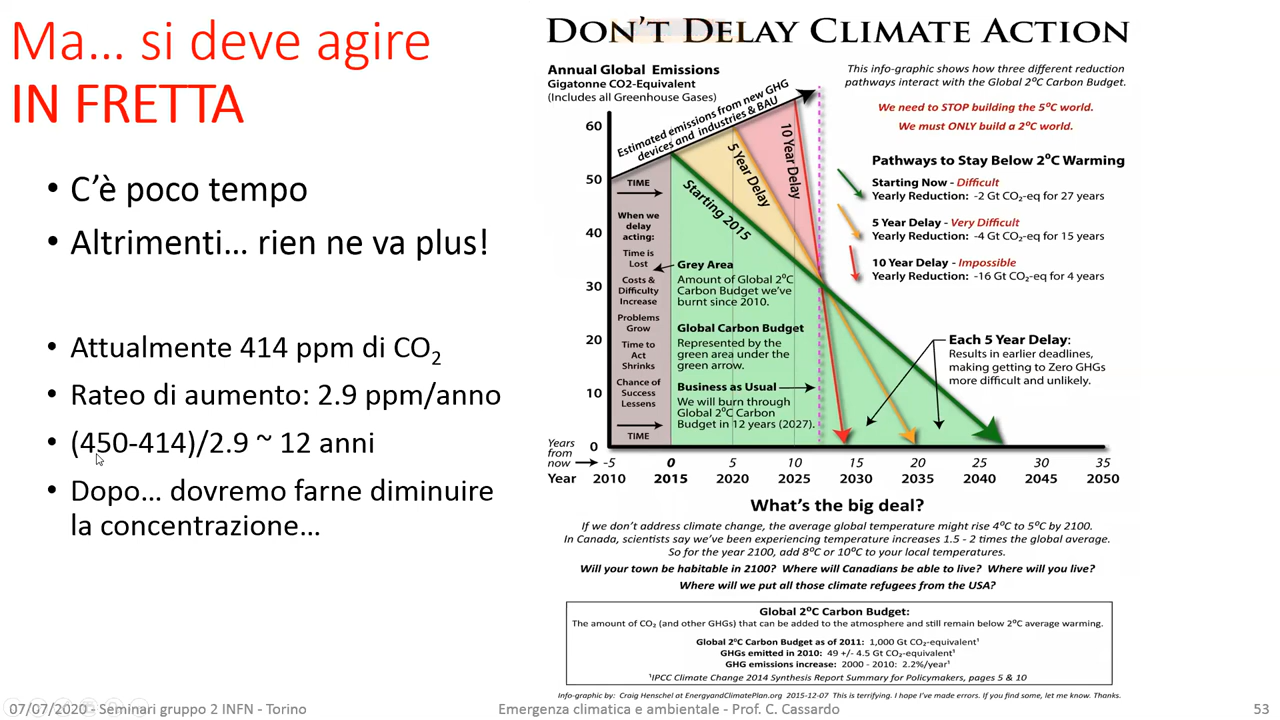 Ma… si deve agire
IN FRETTA
• C’è poco tempo
• Altrimenti… rien ne va plus!
• Attualmente 414 ppm di CO₂
• Rateo di aumento: 2.9 ppm/anno
• (450-414)/2.9 ~ 12 anni
• Dopo… dovremo farne diminuire
la concentrazione…
DON'T DELAY CLIMATE ACTION
Annual Global Emissions
Gigatonne CO2-Equivalent
(Includes all Greenhouse Gases)
This info-graphic shows how three different reduction
pathways interact with the Global 2ºC Carbon Budget.
We need to STOP building the 5ºC world.
We must ONLY build a 2ºC world.
Estimated emissions from new GHG
devices and industries & BAU
Starting 2015
5 Year Delay
10 Year Delay
Pathways to Stay Below 2ºC Warming
Starting Now - Difficult
Yearly Reduction: -2 Gt CO₂-eq for 27 years
5 Year Delay - Very Difficult
Yearly Reduction: -4 Gt CO₂-eq for 15 years
10 Year Delay - Impossible
Yearly Reduction: -16 Gt CO₂-eq for 4 years
60
50
40
30
20
10
0
TIME
When we
delay
acting:
Time is
Lost
Costs &
Difficulty
Increase
Problems
Grow
Time to
Act
Shrinks
Chance of
Success
Lessens
TIME
Grey Area
Amount of Global 2ºC
Carbon Budget we’ve
burnt since 2010.
Global Carbon Budget
Represented by the
green area under the
green arrow.
Business as Usual
We will burn through
Global 2ºC Carbon
Budget in 12 years (2027).
Each 5 Year Delay:
Results in earlier deadlines,
making getting to Zero GHGs
more difficult and unlikely.
Years
from
now
-5 0 5 10 15 20 25 30 35
Year 2010 2015 2020 2025 2030 2035 2040 2045 2050
What’s the big deal?
If we don’t address climate change, the average global temperature might rise 4ºC to 5ºC by 2100.
In Canada, scientists say we’ve been experiencing temperature increases 1.5 - 2 times the global average.
So for the year 2100, add 8ºC or 10ºC to your local temperatures.
Will your town be habitable in 2100? Where will Canadians be able to live? Where will you live?
Where will we put all those climate refugees from the USA?
Global 2ºC Carbon Budget:
The amount of CO₂ (and other GHGs) that can be added to the atmosphere and still remain below 2ºC average warming.
Global 2ºC Carbon Budget as of 2011: 1,000 Gt CO₂-equivalent¹
GHGs emitted in 2010: 49 +/- 4.5 Gt CO₂-equivalent¹
GHG emissions increase: 2000 - 2010: 2.2%/year¹
¹IPCC Climate Change 2014 Synthesis Report Summary for Policymakers, pages 5 & 10
Info-graphic by: Craig Henschel at EnergyandClimatePlan.org 2015-12-07 This is terrifying. I hope I've made errors. If you find some, let me know. Thanks.
07/07/2020 - Seminari gruppo 2 INFN - Torino
Emergenza climatica e ambientale - Prof. C. Cassardo
53